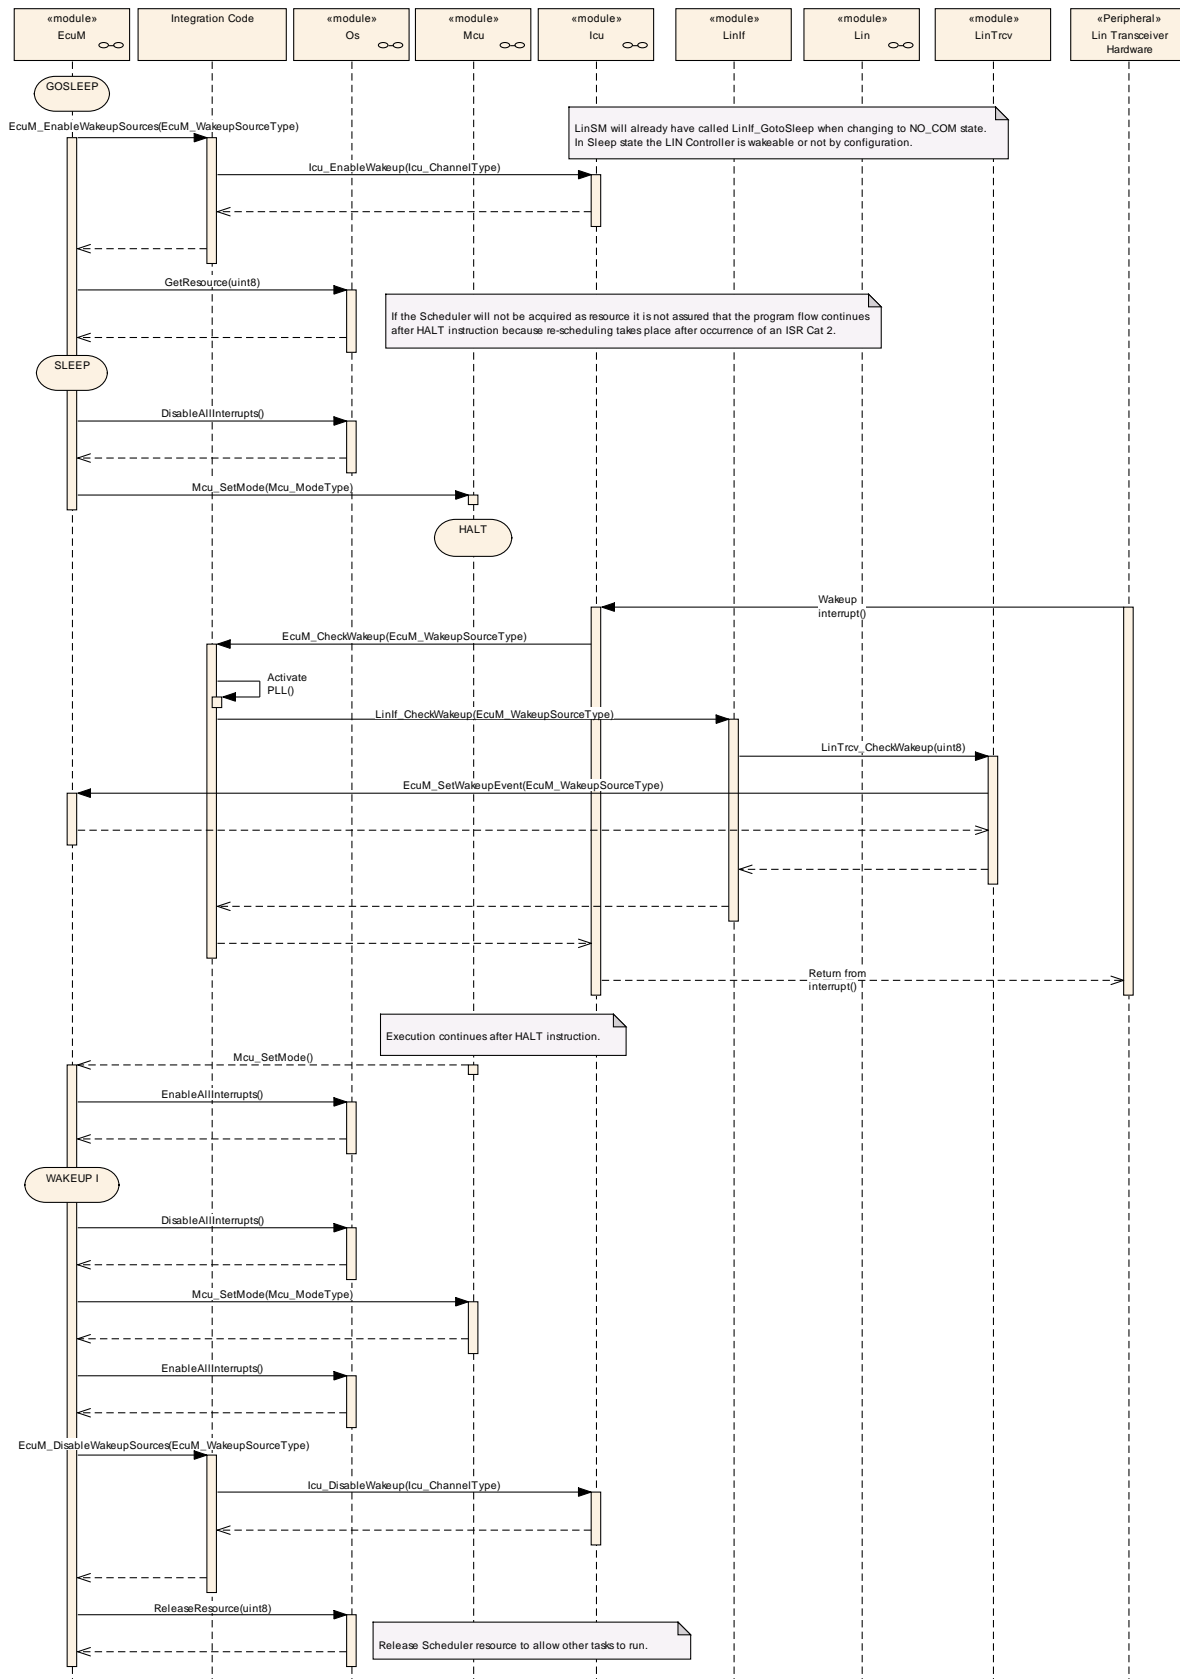 «module»
EcuM
Integration Code
«module»
Os
«module»
Mcu
«module»
Icu
«module»
LinIf
«module»
Lin
«module»
LinTrcv
«Peripheral»
Lin Transceiver
Hardware
GOSLEEP
EcuM_EnableWakeupSources(EcuM_WakeupSourceType)
LinSM will already have called LinIf_GotoSleep when changing to NO_COM state.
In Sleep state the LIN Controller is wakeable or not by configuration.
Icu_EnableWakeup(Icu_ChannelType)
GetResource(uint8)
If the Scheduler will not be acquired as resource it is not assured that the program flow continues
after HALT instruction because re-scheduling takes place after occurrence of an ISR Cat 2.
SLEEP
DisableAllInterrupts()
Mcu_SetMode(Mcu_ModeType)
HALT
Wakeup
interrupt()
EcuM_CheckWakeup(EcuM_WakeupSourceType)
Activate
PLL()
LinIf_CheckWakeup(EcuM_WakeupSourceType)
LinTrcv_CheckWakeup(uint8)
EcuM_SetWakeupEvent(EcuM_WakeupSourceType)
Return from
interrupt()
Execution continues after HALT instruction.
Mcu_SetMode()
EnableAllInterrupts()
WAKEUP I
DisableAllInterrupts()
Mcu_SetMode(Mcu_ModeType)
EnableAllInterrupts()
EcuM_DisableWakeupSources(EcuM_WakeupSourceType)
Icu_DisableWakeup(Icu_ChannelType)
ReleaseResource(uint8)
Release Scheduler resource to allow other tasks to run.